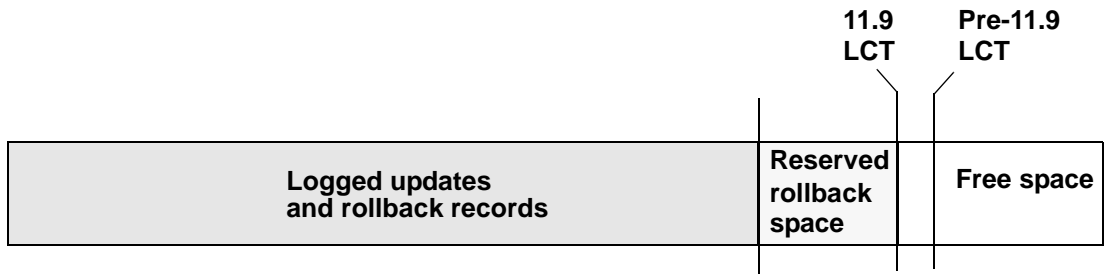 11.9
LCT
Pre-11.9
LCT
Logged updates
and rollback records
Reserved
rollback
space
Free space